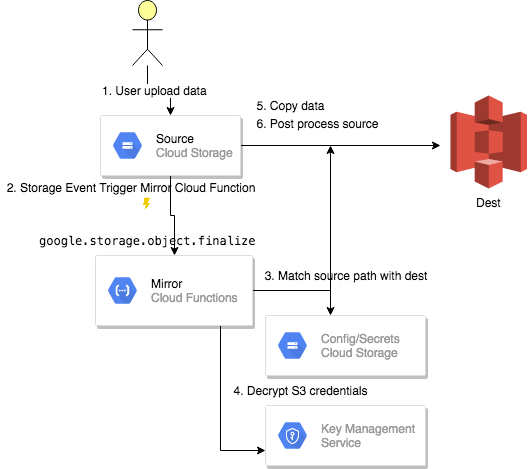 1. User upload data
5. Copy data
6. Post process source
Source
Cloud Storage
Dest
2. Storage Event Trigger Mirror Cloud Function
google.storage.object.finalize
3. Match source path with dest
Mirror
Cloud Functions
Config/Secrets
Cloud Storage
4. Decrypt S3 credentials
Key Management
Service